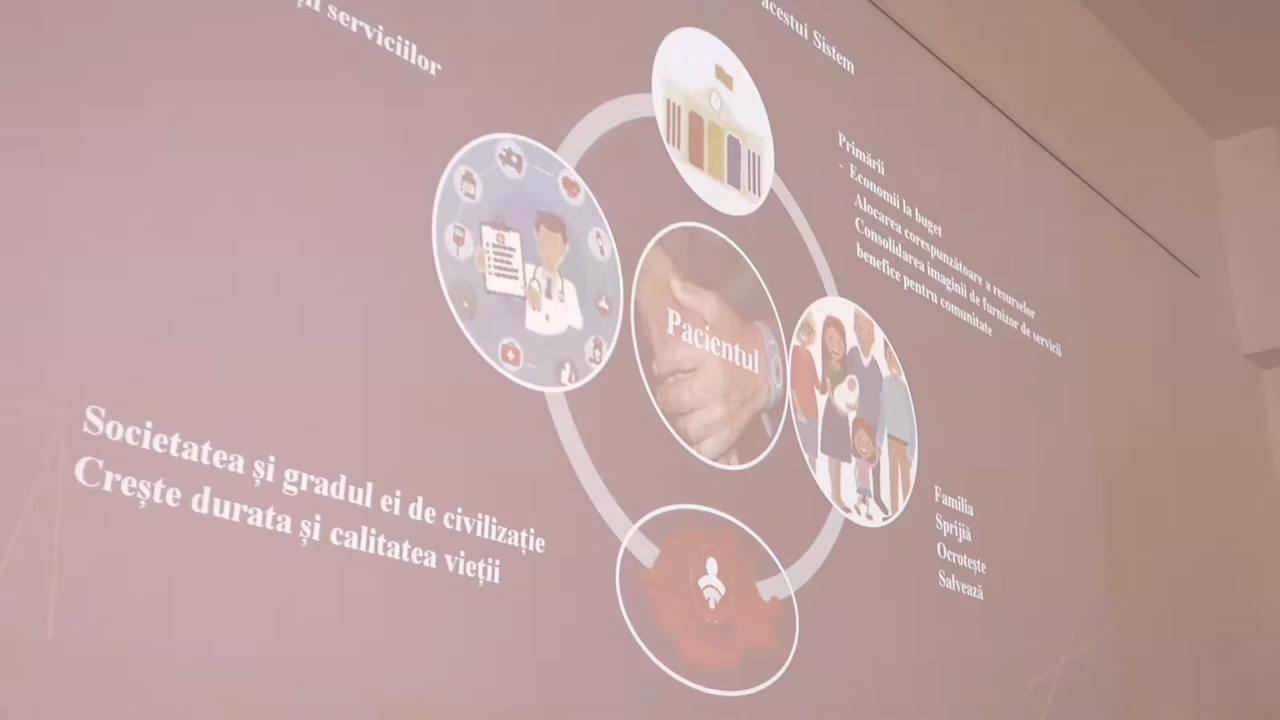 serviciilor
acestui Sistem
Primării
- Economii la buget
Alocarea corespunzătoare a resurselor
Consolidarea imaginii de furnizor de servicii
benefice pentru comunitate
Pacientul
Societatea și gradul ei de civilizație
Crește durata și calitatea vieții
Familia
Sprijiă
Ocrotește
Salvează